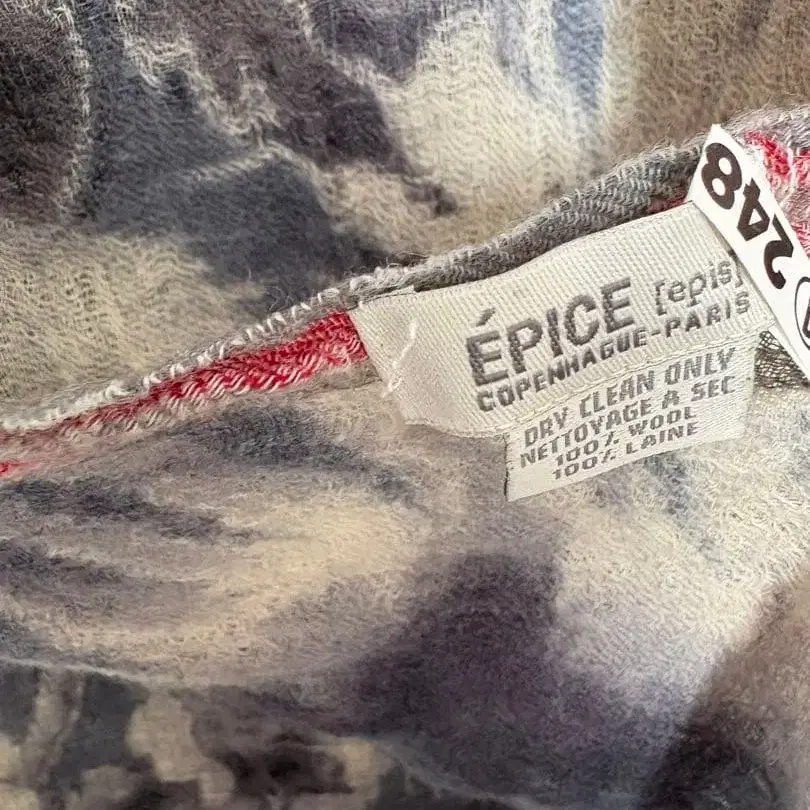 ÉPICE [epis]
COPENHAGUE-PARIS
DRY CLEAN ONLY
NETTOYAGE A SEC
100% WOOL
100% LAINE
248